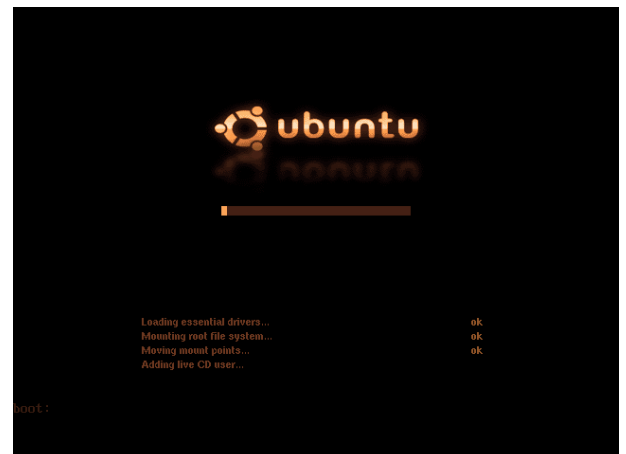 ubuntu
Loading essential drivers... ok
Mounting root file system... ok
Moving mount points... ok
Adding live CD user...
boot: